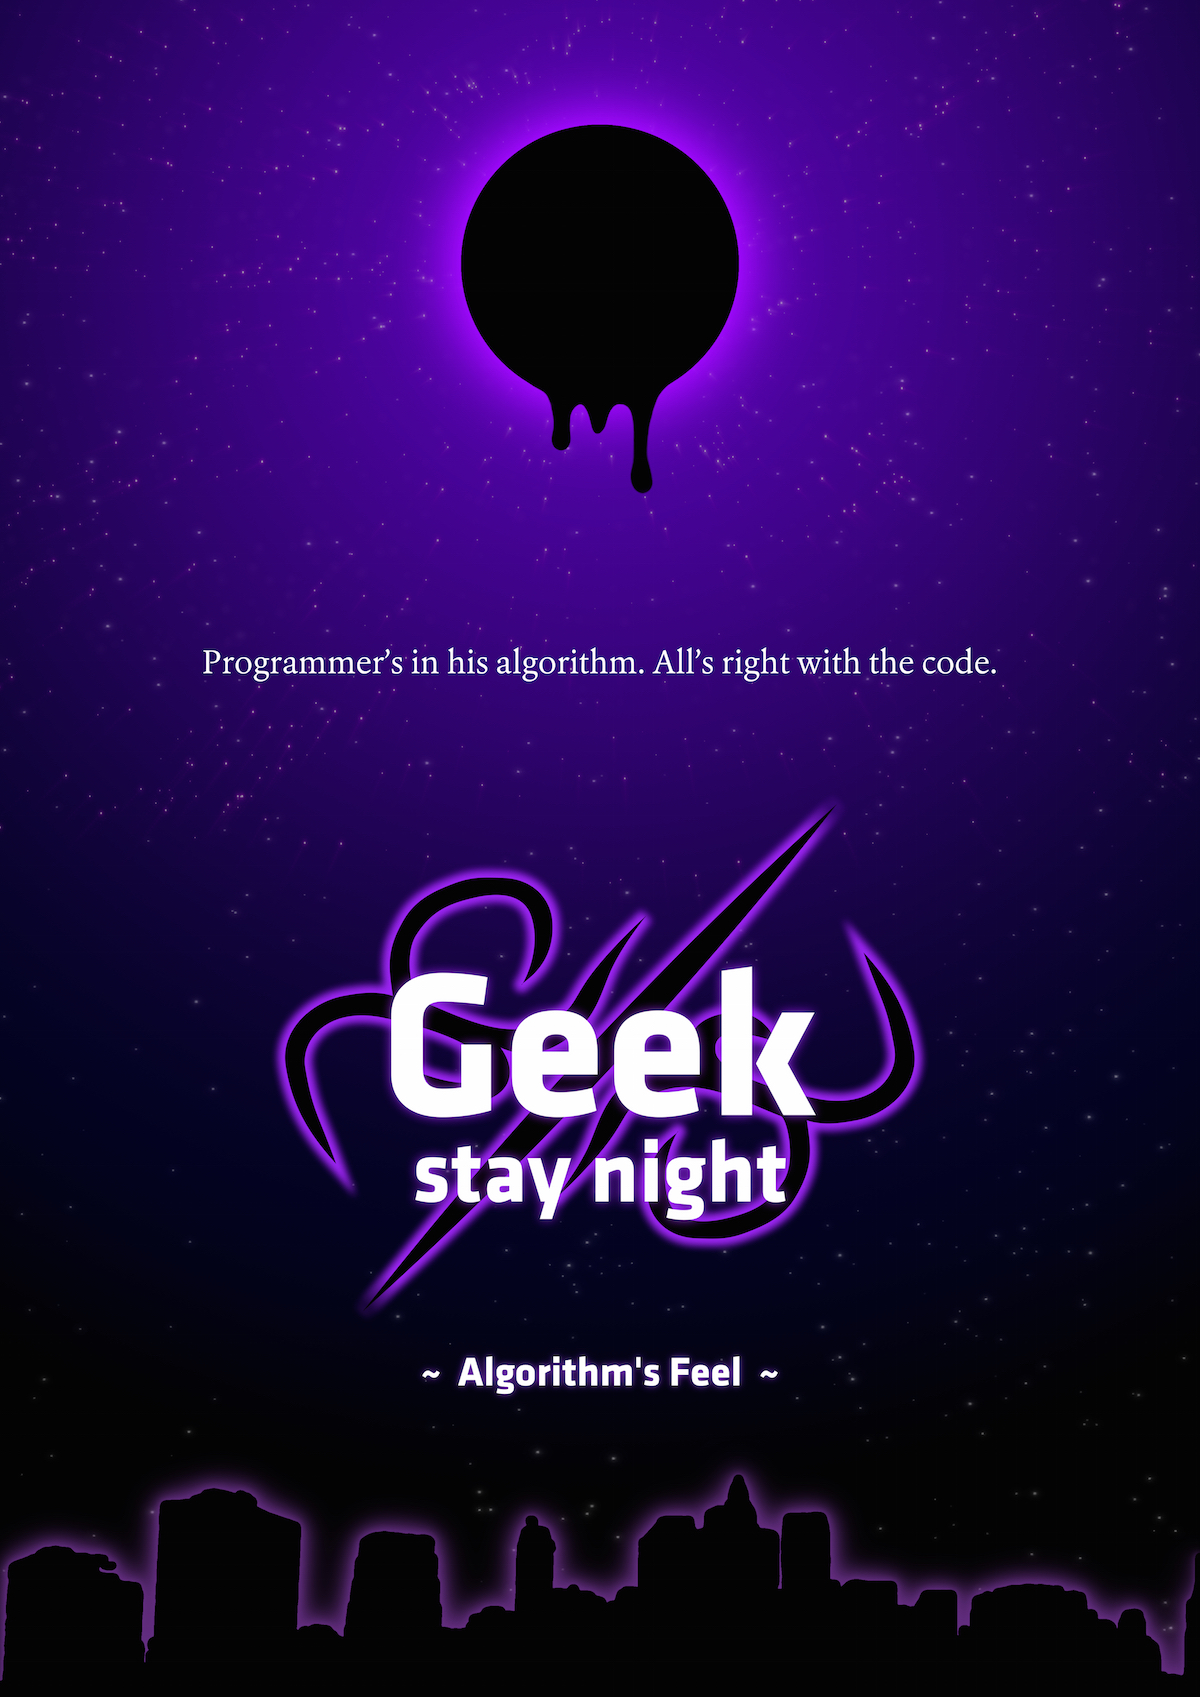 Programmer’s in his algorithm. All’s right with the code.
Geek
stay night
~ Algorithm's Feel ~